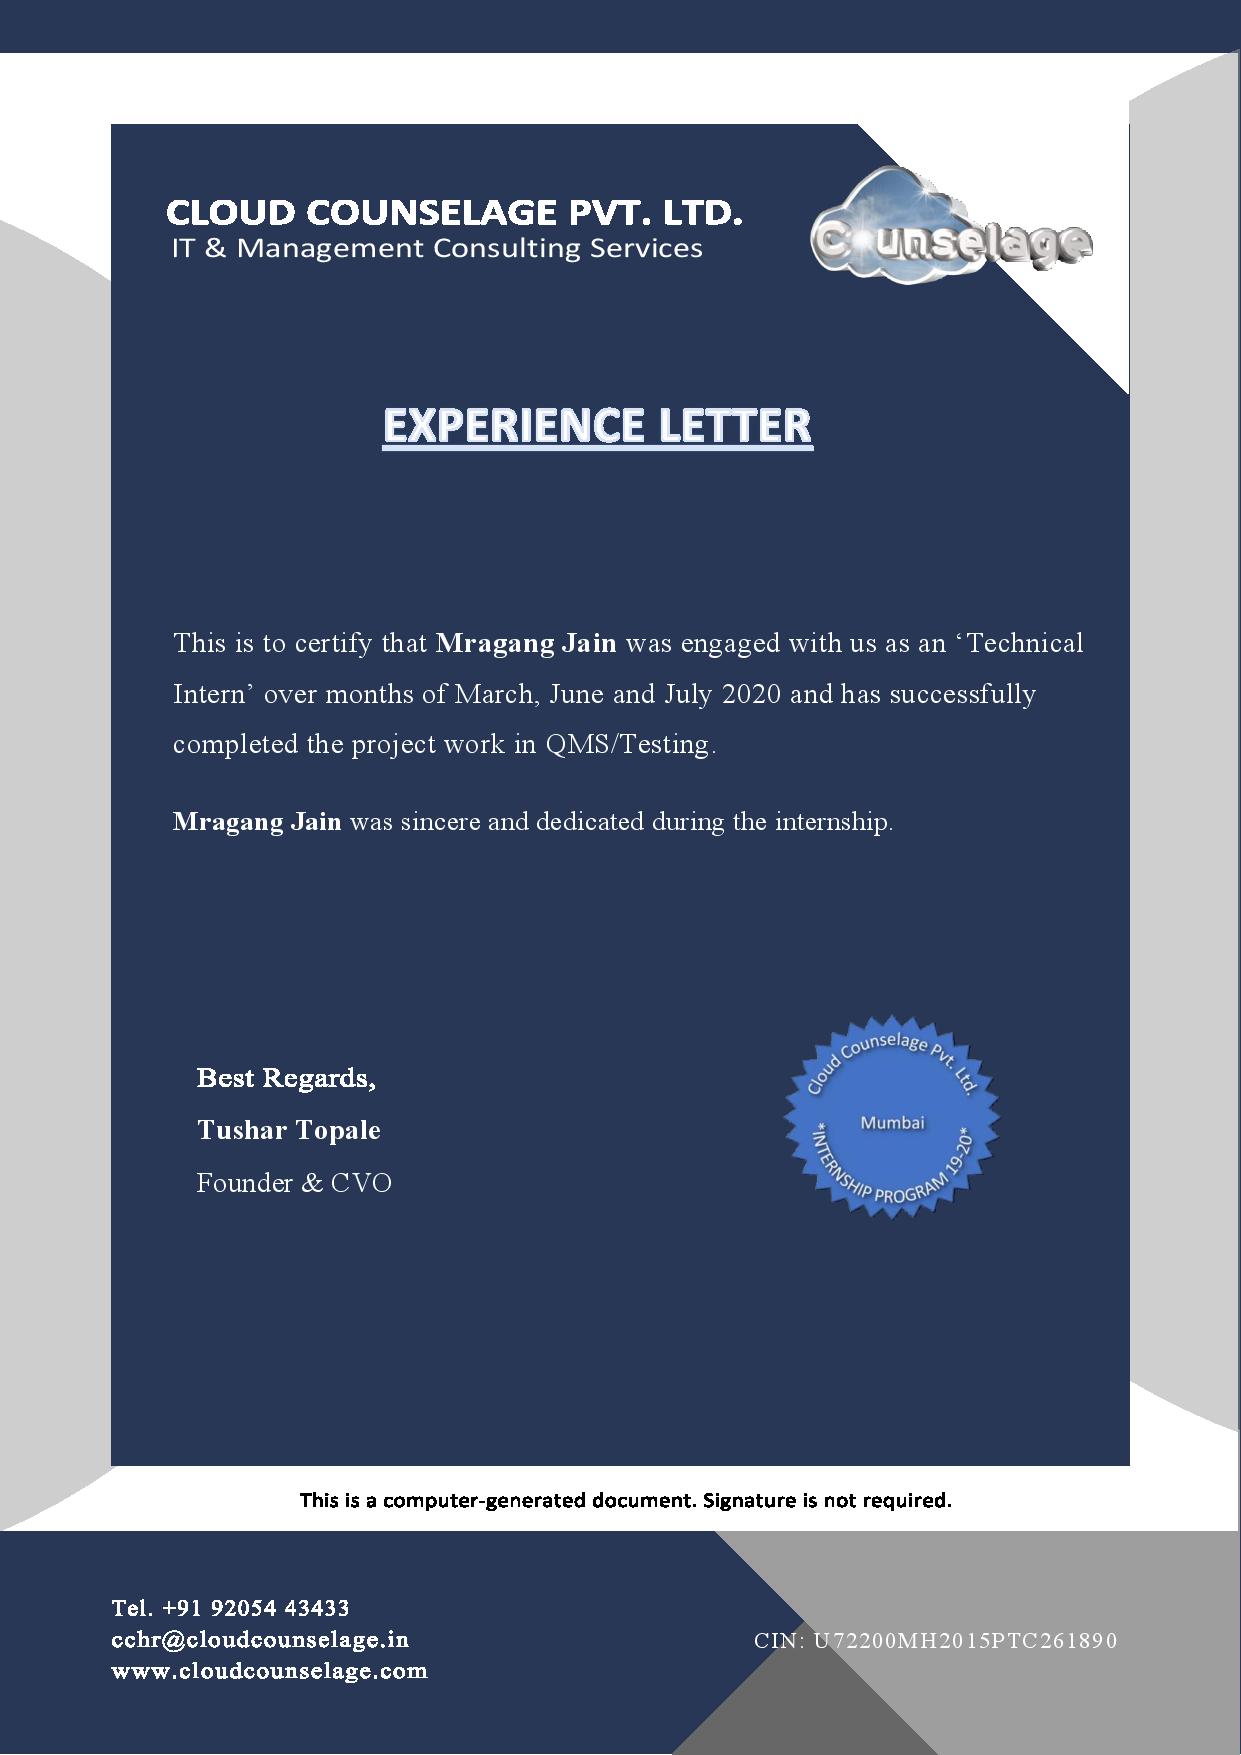 CLOUD COUNSELAGE PVT. LTD.
IT & Management Consulting Services
Counselage
EXPERIENCE LETTER
This is to certify that Mragang Jain was engaged with us as an ‘Technical
Intern’ over months of March, June and July 2020 and has successfully
completed the project work in QMS/Testing.
Mragang Jain was sincere and dedicated during the internship.
Best Regards,
Tushar Topale
Founder & CVO
Cloud Counselage Pvt. Ltd.
Mumbai
*INTERNSHIP PROGRAM 19-20*
This is a computer-generated document. Signature is not required.
Tel. +91 92054 43433
cchr@cloudcounselage.in
www.cloudcounselage.com
CIN: U72200MH2015PTC261890